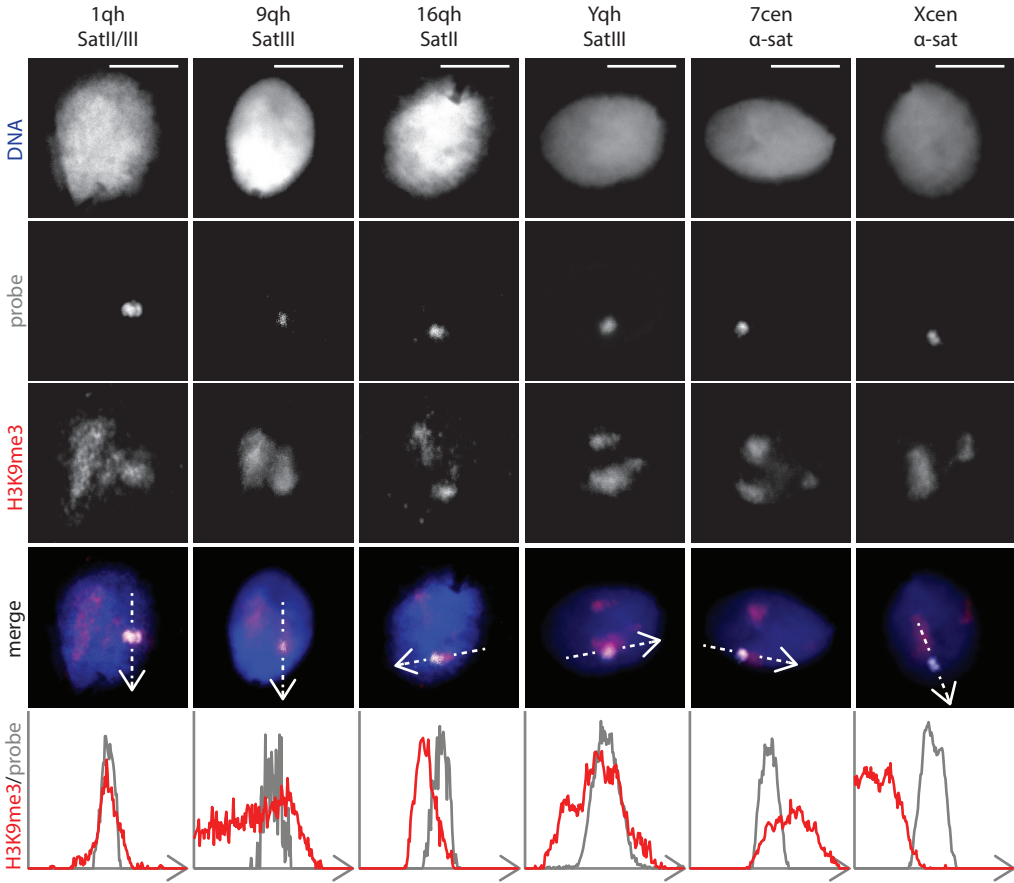 1qh
SatII/III
9qh
SatIII
16qh
SatII
Yqh
SatIII
7cen
α-sat
Xcen
α-sat
DNA
probe
H3K9me3
merge
H3K9me3/probe